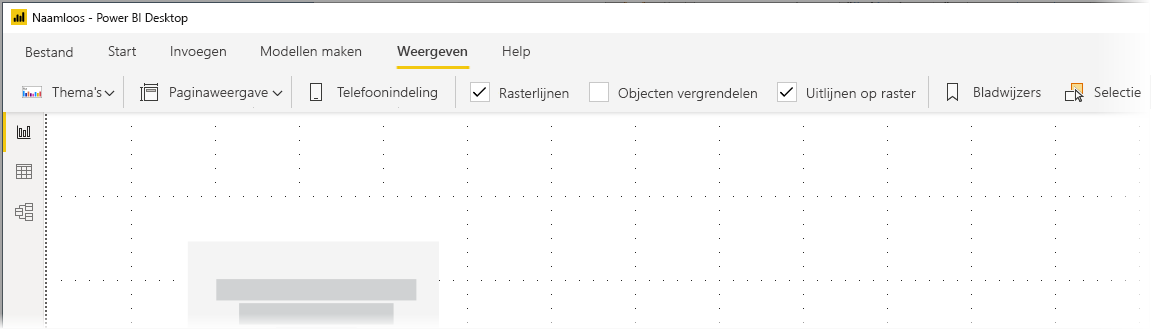 Naamloos - Power BI Desktop
Bestand Start Invoegen Modellen maken Weergeven Help
Thema's Paginaweergave Telefoonindeling Rasterlijnen Objecten vergrendelen Uitlijnen op raster Bladwijzers Selectie